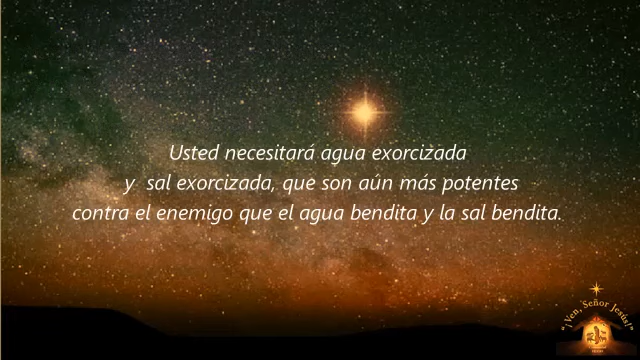 Usted necesitará agua exorcizada
y sal exorcizada, que son aún más potentes
contra el enemigo que el agua bendita y la sal bendita.
"¡Ven, Señor Jesús!"